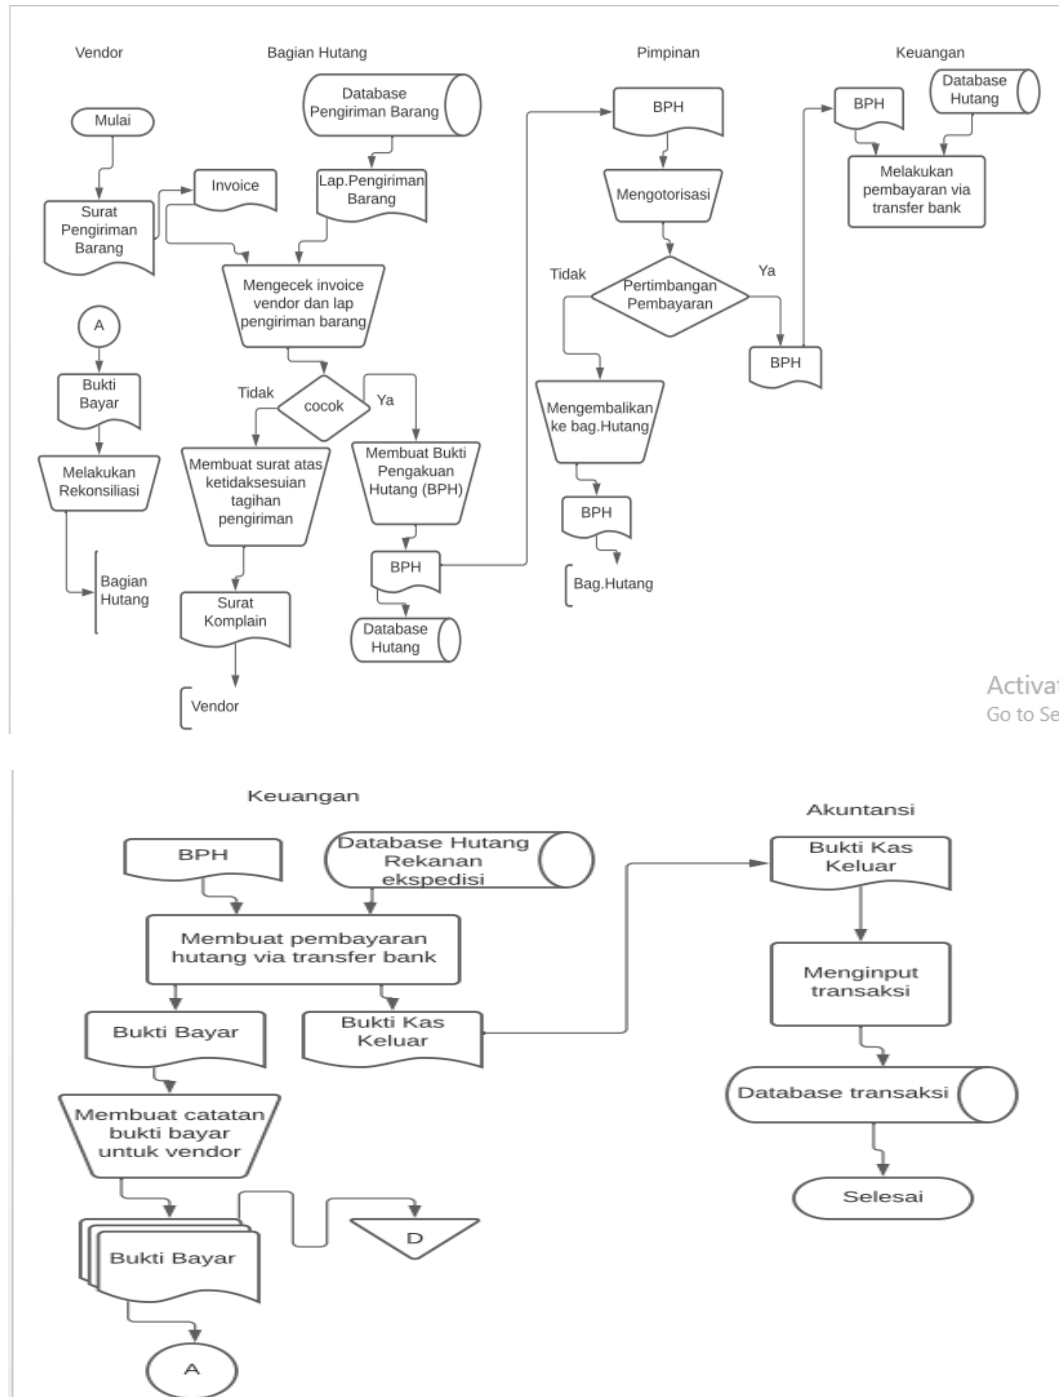 Vendor
Bagian Hutang
Pimpinan
Keuangan
Mulai
Surat
Pengiriman
Barang
Invoice
Database
Pengiriman Barang
Lap.Pengiriman
Barang
Mengecek invoice
vendor dan lap
pengiriman barang
cocok
Tidak
Ya
Membuat surat atas
ketidaksesuian
tagihan
pengiriman
Surat
Komplain
Vendor
Membuat Bukti
Pengakuan
Hutang (BPH)
BPH
Database
Hutang
A
Bukti
Bayar
Melakukan
Rekonsiliasi
Bagian
Hutang
BPH
Mengotorisasi
Pertimbangan
Pembayaran
Tidak
Ya
Mengembalikan
ke bag.Hutang
BPH
Bag.Hutang
BPH
BPH
Database
Hutang
Melakukan
pembayaran via
transfer bank
Activat
Go to Se
Keuangan
BPH
Database Hutang
Rekanan
ekspedisi
Membuat pembayaran
hutang via transfer bank
Bukti Bayar
Bukti Kas
Keluar
Membuat catatan
bukti bayar
untuk vendor
Bukti Bayar
D
A
Akuntansi
Bukti Kas
Keluar
Menginput
transaksi
Database transaksi
Selesai